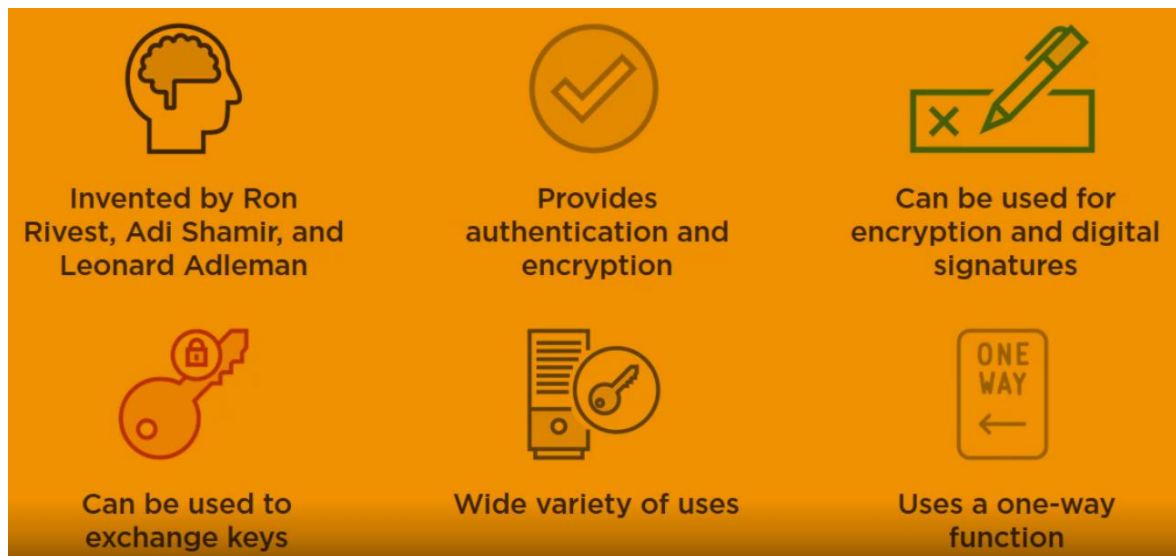 Invented by Ron
Rivest, Adi Shamir, and
Leonard Adleman
Provides
authentication and
encryption
Can be used for
encryption and digital
signatures
Can be used to
exchange keys
Wide variety of uses
ONE
WAY
Uses a one-way
function